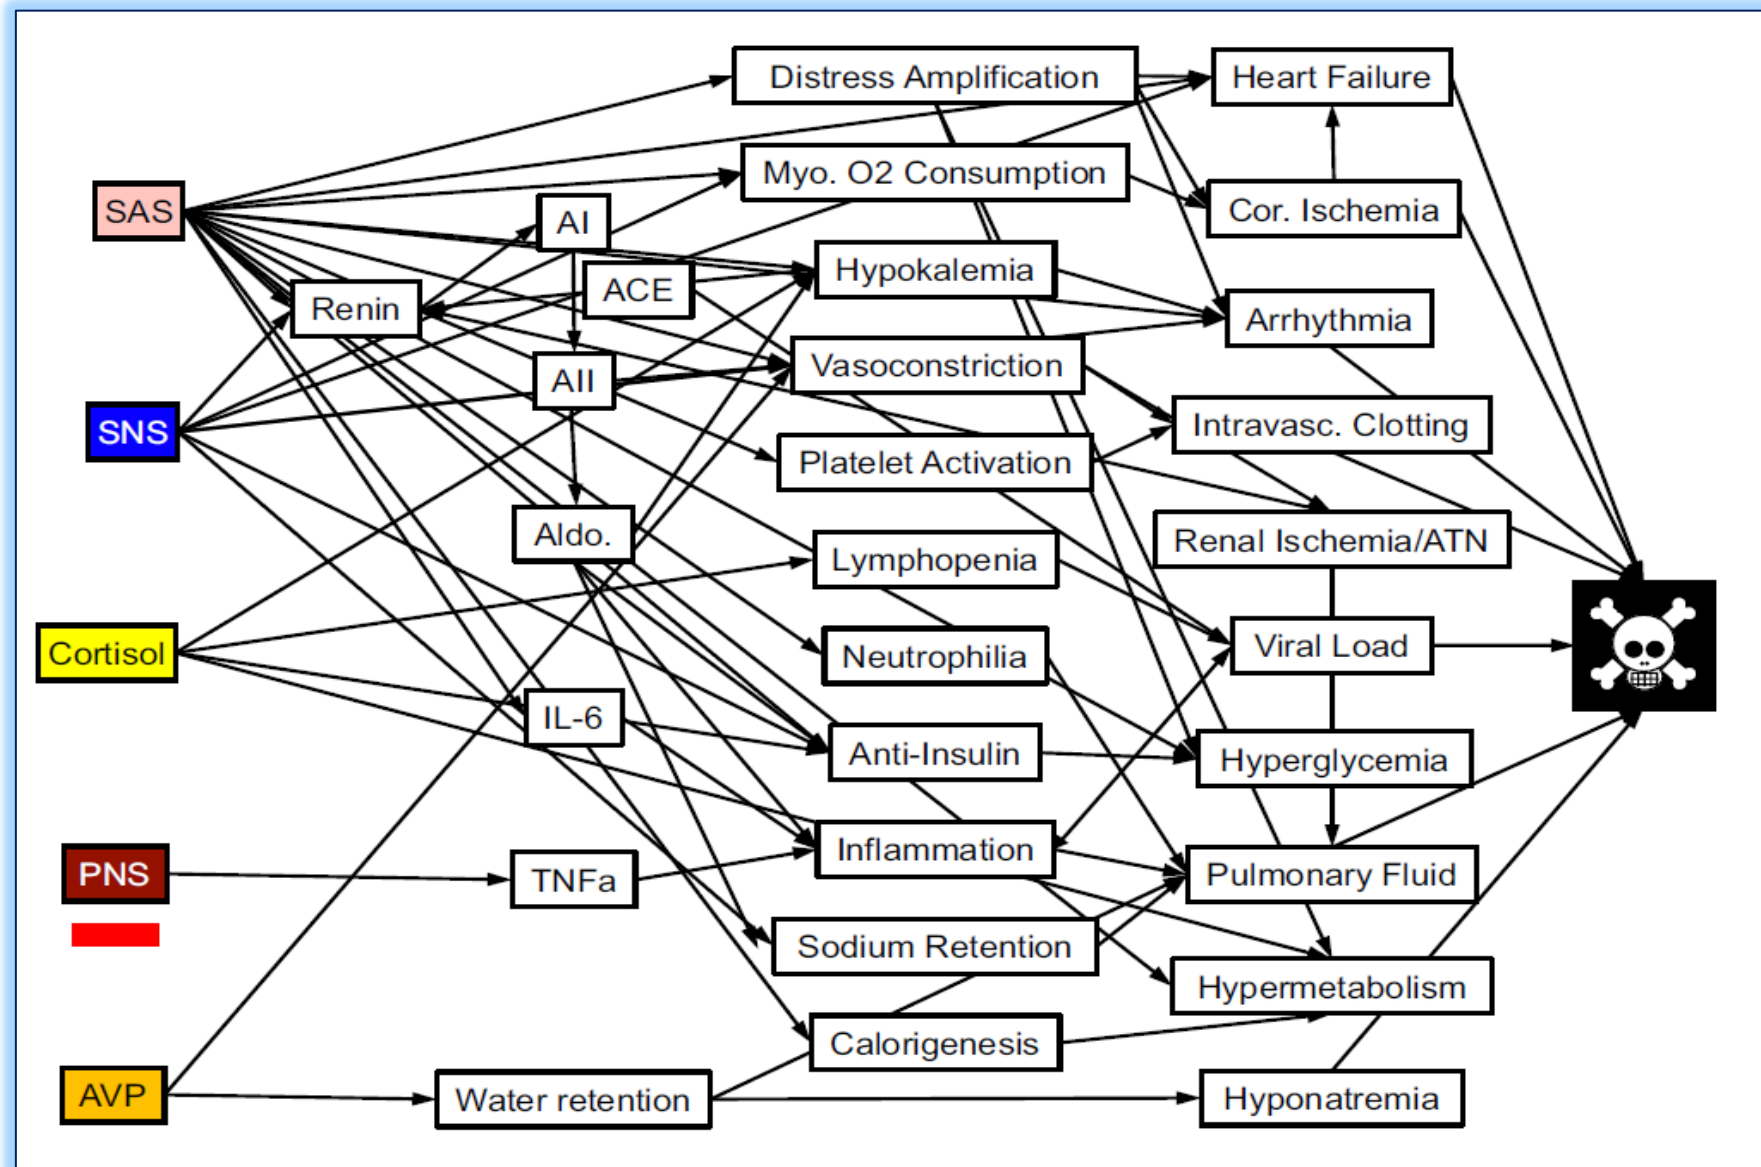 Distress Amplification
Heart Failure
Myo. O2 Consumption
SAS
AI
Cor. Ischemia
Hypokalemia
ACE
Renin
Arrhythmia
Vasoconstriction
AII
SNS
Intravasc. Clotting
Platelet Activation
Aldo.
Renal Ischemia/ATN
Lymphopenia
Cortisol
Neutrophilia
Viral Load
IL-6
Anti-Insulin
Hyperglycemia
Inflammation
PNS
TNFa
Pulmonary Fluid
Sodium Retention
Hypermetabolism
Calorigenesis
AVP
Water retention
Hyponatremia